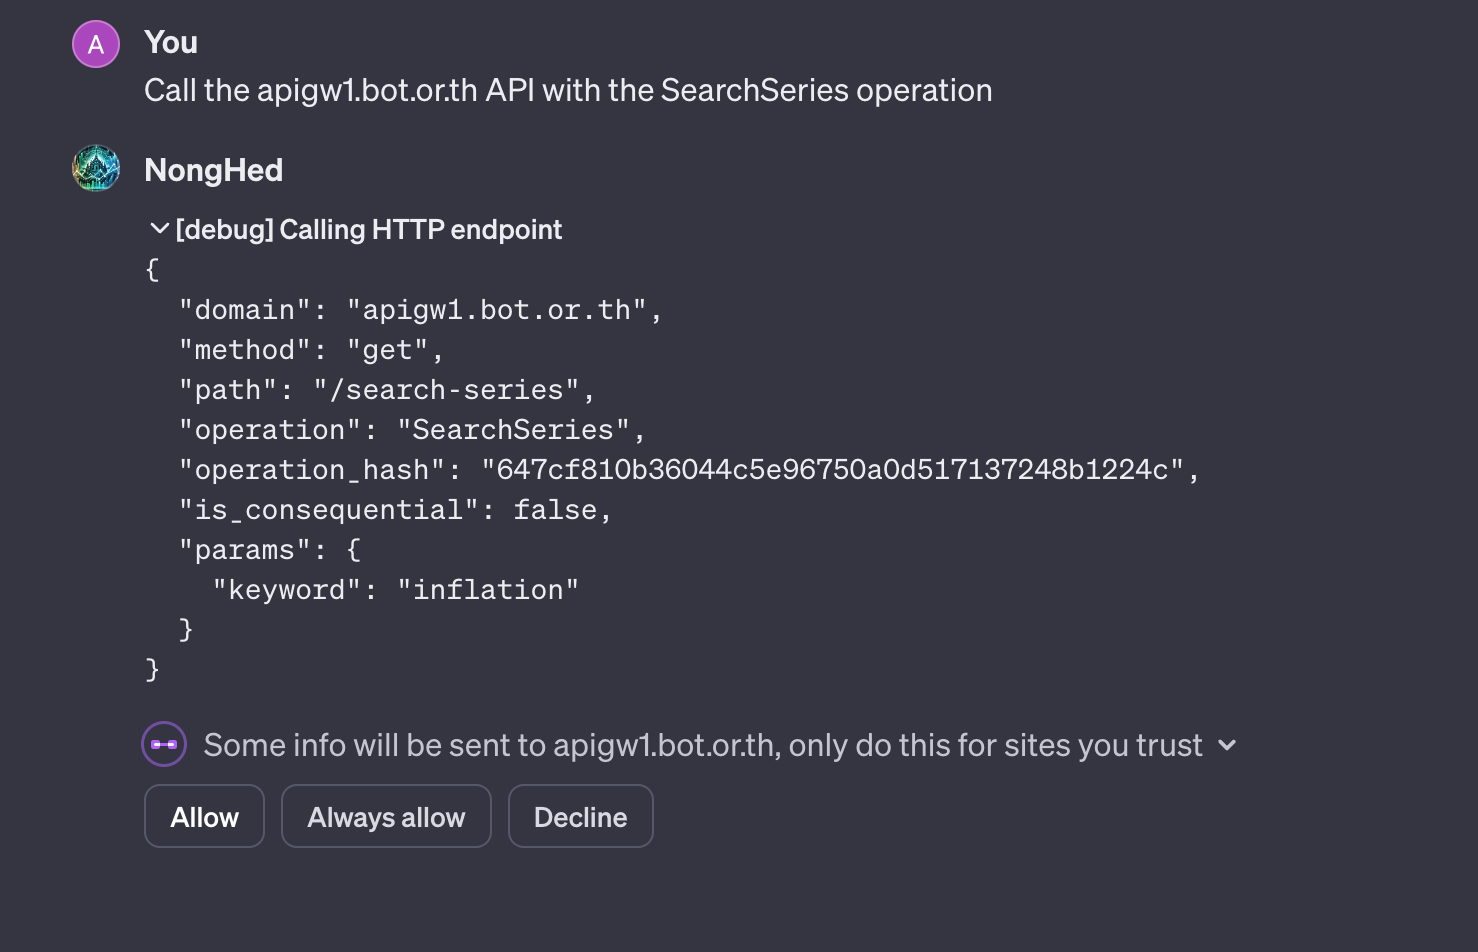 A
You
Call the apigw1.bot.or.th API with the SearchSeries operation
NongHed
[debug] Calling HTTP endpoint
{
  "domain": "apigw1.bot.or.th",
  "method": "get",
  "path": "/search-series",
  "operation": "SearchSeries",
  "operation_hash": "647cf810b36044c5e96750a0d517137248b1224c",
  "is_consequential": false,
  "params": {
    "keyword": "inflation"
  }
}
Some info will be sent to apigw1.bot.or.th, only do this for sites you trust
Allow Always allow Decline